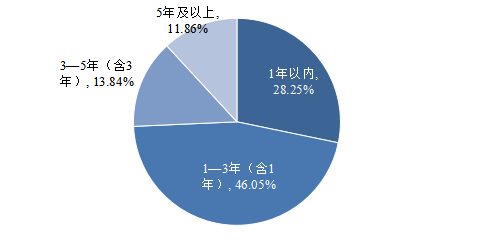 5年及以上,
11.86%
3—5年（含3
年）, 13.84%
1年以内,
28.25%
1—3年（含1
年）, 46.05%